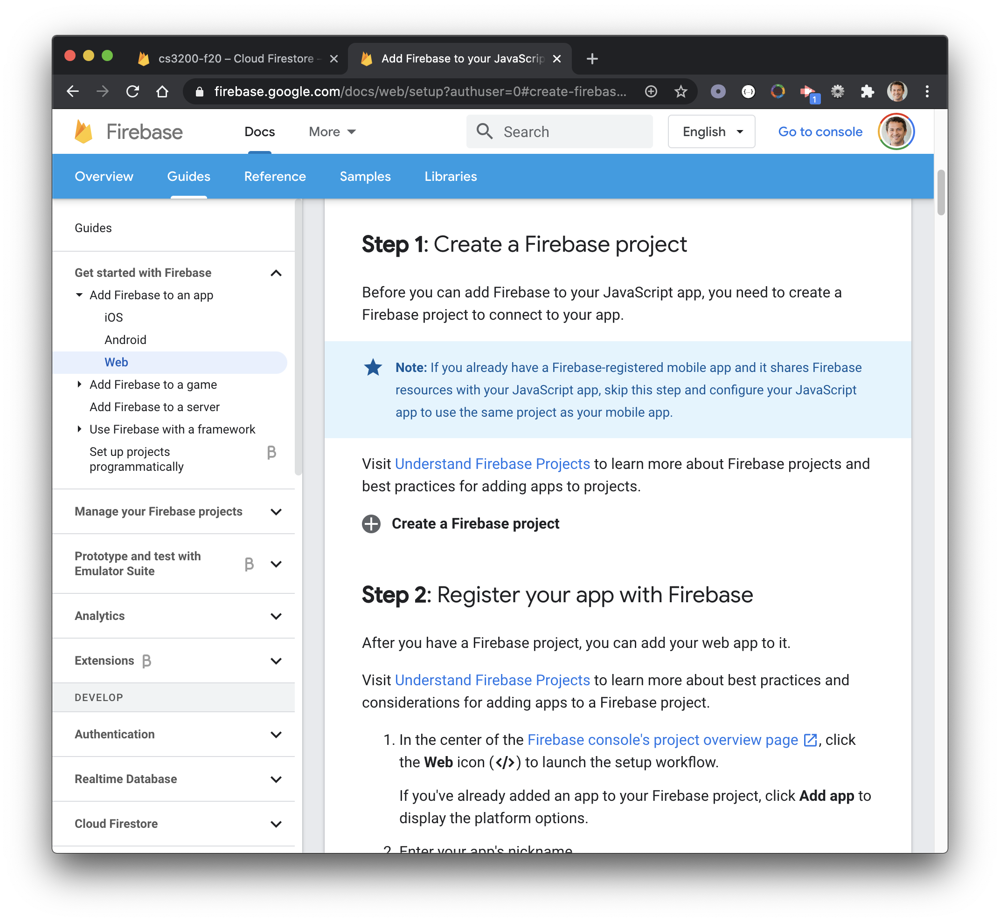 cs3200-f20 – Cloud Firestore -
Add Firebase to your JavaScrip
firebase.google.com/docs/web/setup?authuser=0#create-firebas...
{...}
1
Firebase
Docs
More
Search
English
Go to console
Overview
Guides
Reference
Samples
Libraries
Guides
Get started with Firebase
Add Firebase to an app
iOS
Android
Web
Add Firebase to a game
Add Firebase to a server
Use Firebase with a framework
Set up projects
programmatically
Manage your Firebase projects
Prototype and test with
Emulator Suite
Analytics
Extensions
DEVELOP
Authentication
Realtime Database
Cloud Firestore
Step 1: Create a Firebase project
Before you can add Firebase to your JavaScript app, you need to create a
Firebase project to connect to your app.
Note: If you already have a Firebase-registered mobile app and it shares Firebase
resources with your JavaScript app, skip this step and configure your JavaScript
app to use the same project as your mobile app.
Visit Understand Firebase Projects to learn more about Firebase projects and
best practices for adding apps to projects.
Create a Firebase project
Step 2: Register your app with Firebase
After you have a Firebase project, you can add your web app to it.
Visit Understand Firebase Projects to learn more about best practices and
considerations for adding apps to a Firebase project.
1. In the center of the Firebase console's project overview page, click
the Web icon (</>) to launch the setup workflow.
If you've already added an app to your Firebase project, click Add app to
display the platform options.
2. Enter your app's nickname